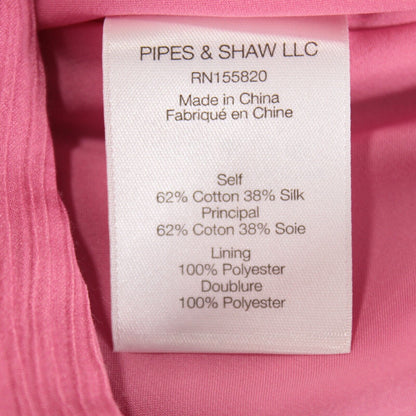 PIPES & SHAW LLC
RN155820
Made in China
Fabriqué en Chine
Self
62% Cotton 38% Silk
Principal
62% Coton 38% Soie
Lining
100% Polyester
Doublure
100% Polyester